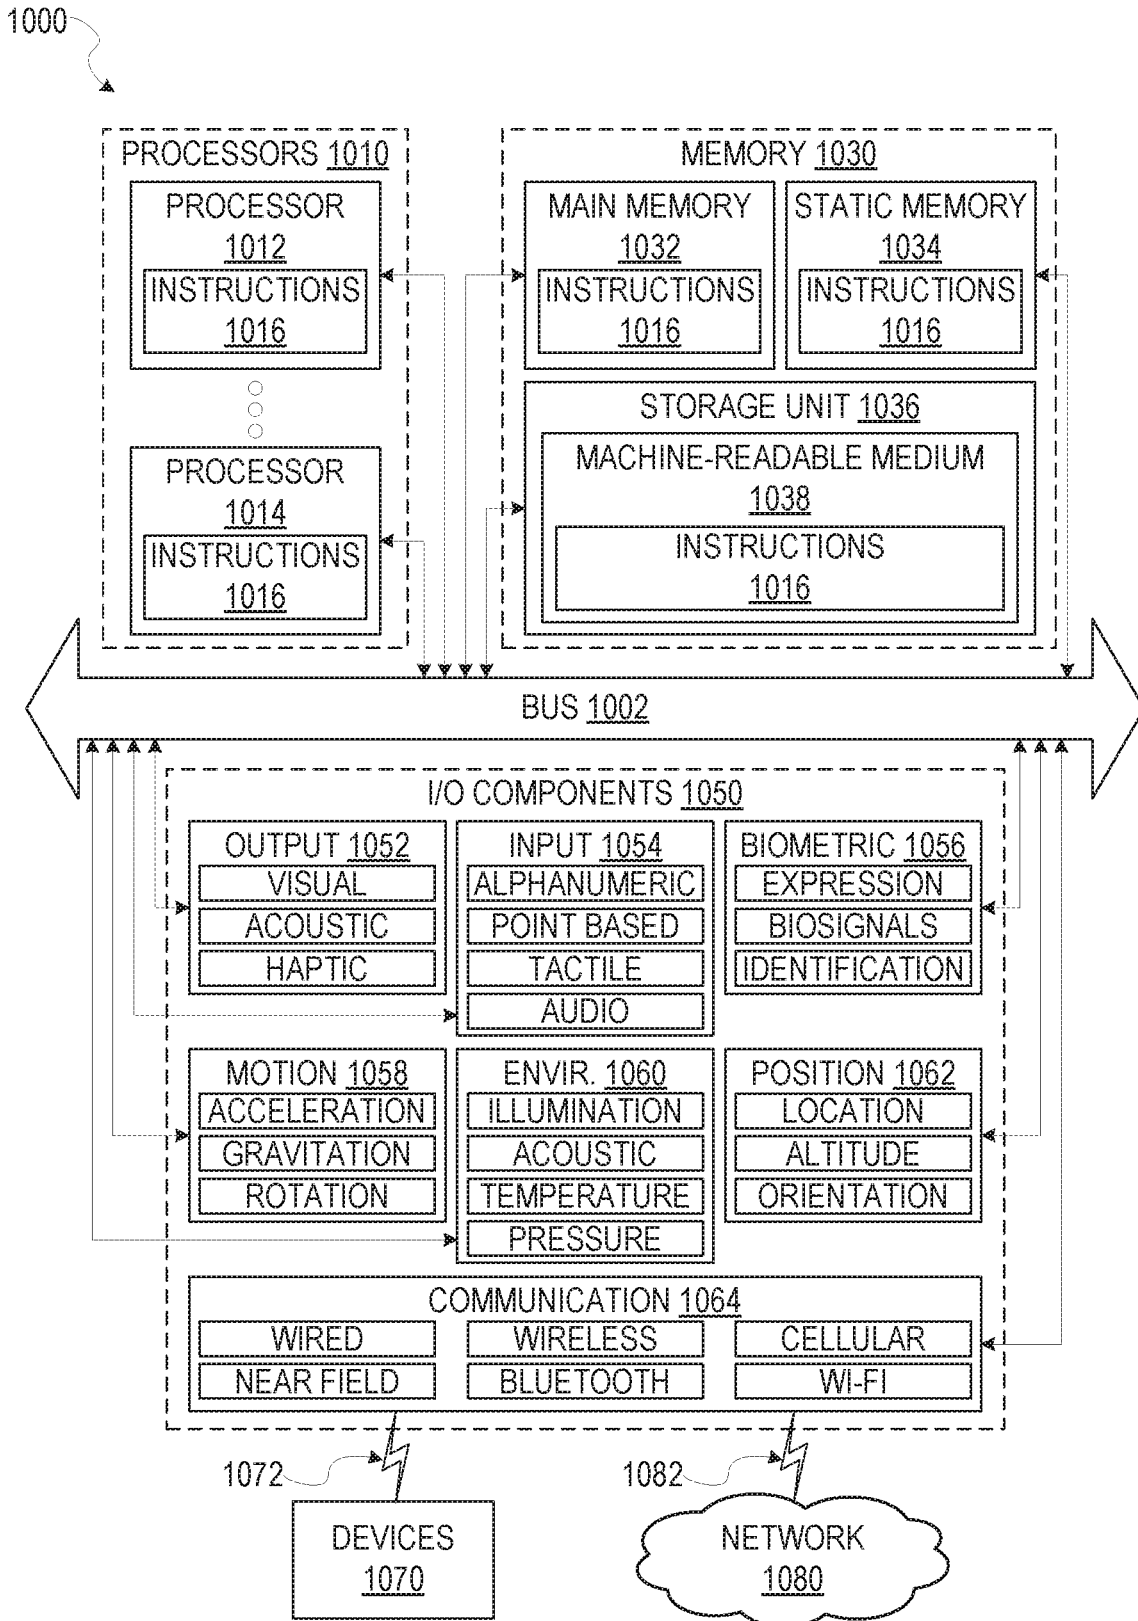 1000
PROCESSORS 1010
PROCESSOR
1012
INSTRUCTIONS
1016
PROCESSOR
1014
INSTRUCTIONS
1016
MEMORY 1030
MAIN MEMORY
1032
INSTRUCTIONS
1016
STATIC MEMORY
1034
INSTRUCTIONS
1016
STORAGE UNIT 1036
MACHINE-READABLE MEDIUM
1038
INSTRUCTIONS
1016
BUS 1002
I/O COMPONENTS 1050
OUTPUT 1052
VISUAL
ACOUSTIC
HAPTIC
INPUT 1054
ALPHANUMERIC
POINT BASED
TACTILE
AUDIO
BIOMETRIC 1056
EXPRESSION
BIOSIGNALS
IDENTIFICATION
MOTION 1058
ACCELERATION
GRAVITATION
ROTATION
ENVIR. 1060
ILLUMINATION
ACOUSTIC
TEMPERATURE
PRESSURE
POSITION 1062
LOCATION
ALTITUDE
ORIENTATION
COMMUNICATION 1064
WIRED
WIRELESS
CELLULAR
NEAR FIELD
BLUETOOTH
WI-FI
1072
1082
DEVICES
1070
NETWORK
1080